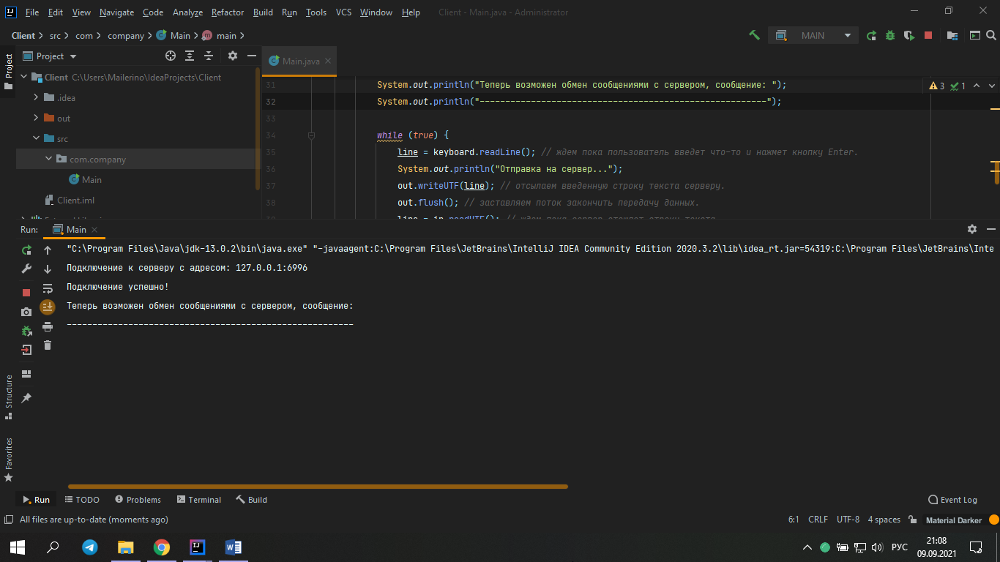 File Edit View Navigate Code Analyze Refactor Build Run Tools VCS Window Help Client - Main.java - Administrator
Client src com company Main main MAIN
Project Main.java
Project
Client C:\Users\Mailerino\IdeaProjects\Client
.idea
out
src
com.company
Main
Client.iml
31 System.out.println("Теперь возможен обмен сообщениями с сервером, сообщение: ");
32 System.out.println("--------------------------------------------------------");
33
34 while (true) {
35 line = keyboard.readLine(); // ждем пока пользователь введет что-то и нажмет кнопку Enter.
36 System.out.println("Отправка на сервер...");
37 out.writeUTF(line); // отсылаем введенную строку текста серверу.
38 out.flush(); // заставляем поток закончить передачу данных.
3 1
Run: Main
"C:\Program Files\Java\jdk-13.0.2\bin\java.exe" "-javaagent:C:\Program Files\JetBrains\IntelliJ IDEA Community Edition 2020.3.2\lib\idea_rt.jar=54319:C:\Program Files\JetBrains\Inte
Подключение к серверу с адресом: 127.0.0.1:6996
Подключение успешно!
Теперь возможен обмен сообщениями с сервером, сообщение:
--------------------------------------------------------
Structure
Favorites
Run TODO Problems Terminal Build Event Log
All files are up-to-date (moments ago) 6:1 CRLF UTF-8 4 spaces Material Darker
РУС 21:08
09.09.2021